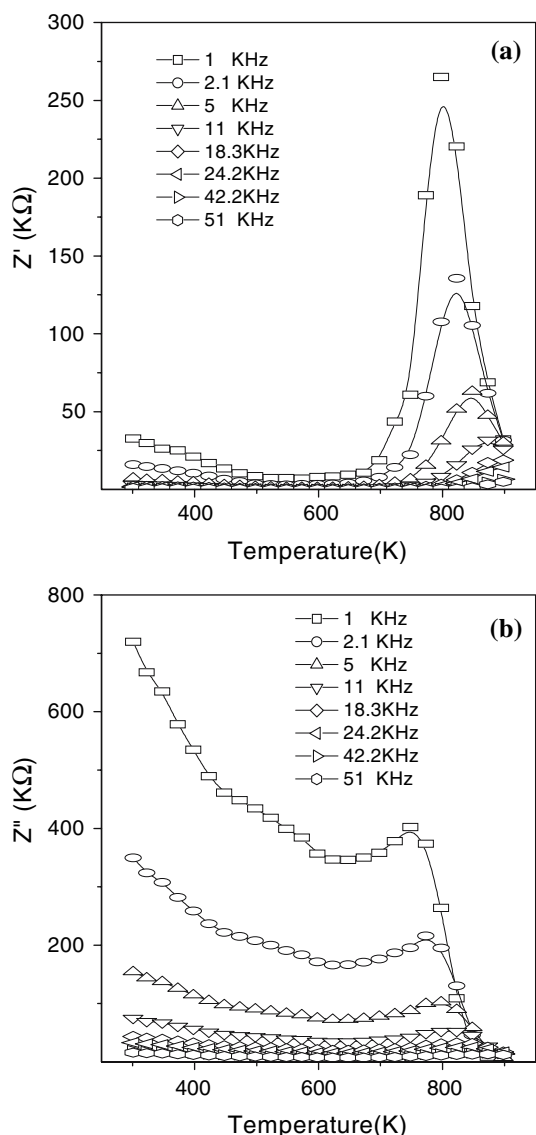 300
250
200
150
100
50
Z' (KΩ)
(a)
1 KHz
2.1 KHz
5 KHz
11 KHz
18.3KHz
24.2KHz
42.2KHz
51 KHz
400
600
800
Temperature(K)
800
600
400
200
Z" (KΩ)
(b)
1 KHz
2.1 KHz
5 KHz
11 KHz
18.3KHz
24.2KHz
42.2KHz
51 KHz
400
600
800
Temperature(K)